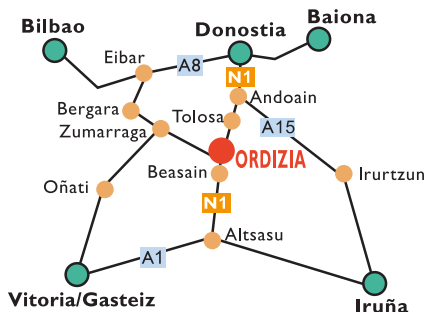 Bilbao
Donostia
Baiona
Eibar
A8
N1
Andoain
Bergara
Tolosa
Zumarraga
A15
ORDIZIA
Beasain
Irurtzun
Oñati
N1
Altsasu
A1
Vitoria/Gasteiz
Iruña